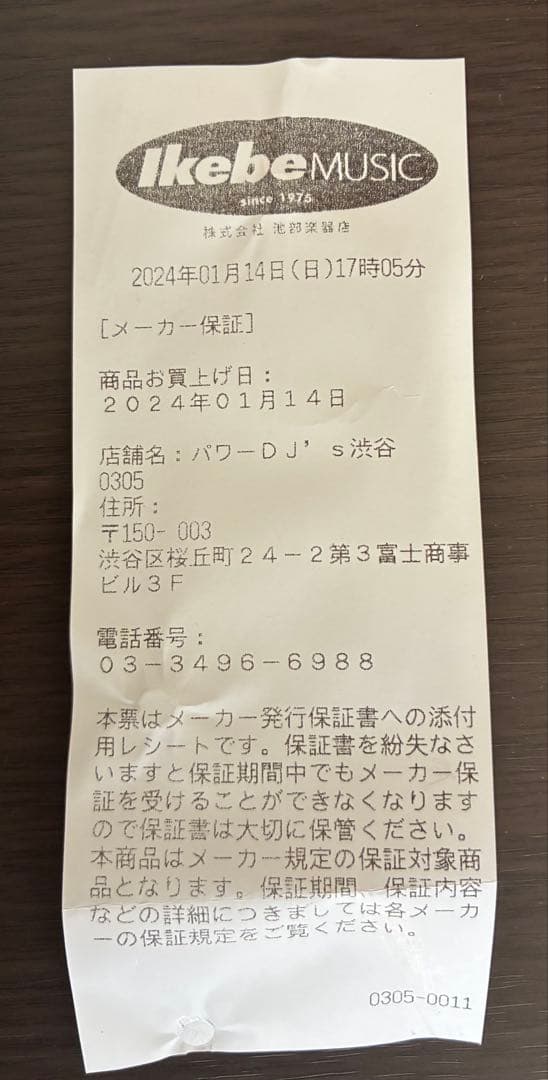 Ikebe MUSIC
since 1975
株式会社 池部楽器店
2024年01月14日(日)17時05分
[メーカー保証]
商品お買上げ日:
2024年01月14日
店舗名:パワーDJ's渋谷
0305
住所:
〒150-003
渋谷区桜丘町24-2第3富士商事
ビル3F
電話番号:
03-3496-6988
本票はメーカー発行保証書への添付
用レシートです。保証書を紛失なさ
いますと保証期間中でもメーカー保
証を受けることができなくなります
ので保証書は大切に保管ください。
本商品はメーカー規定の保証対象商
品となります。保証期間、保証内容
などの詳細につきましては各メーカ
ーの保証規定をご覧ください。
0305-0011